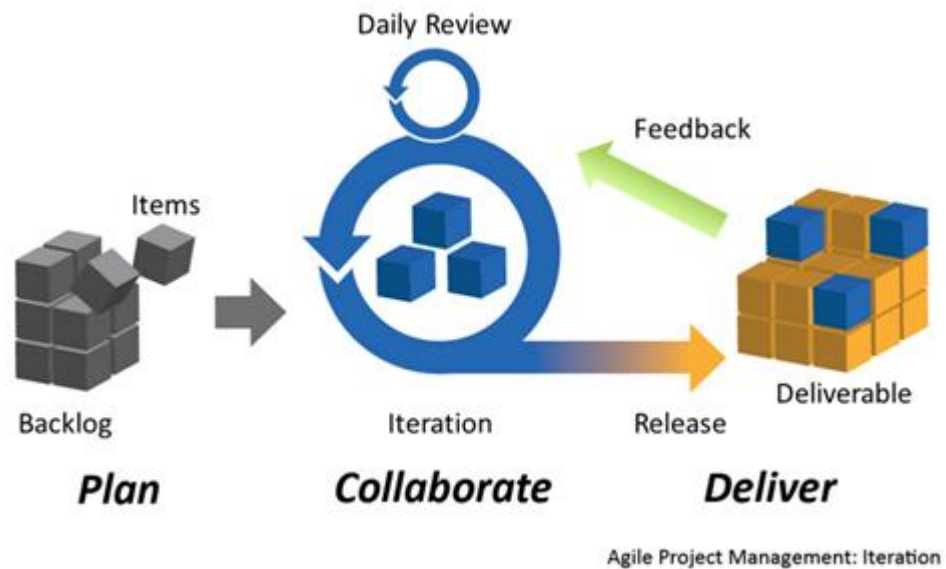 Daily Review
Feedback
Items
Deliverable
Backlog
Iteration
Release
Plan
Collaborate
Deliver
Agile Project Management: Iteration